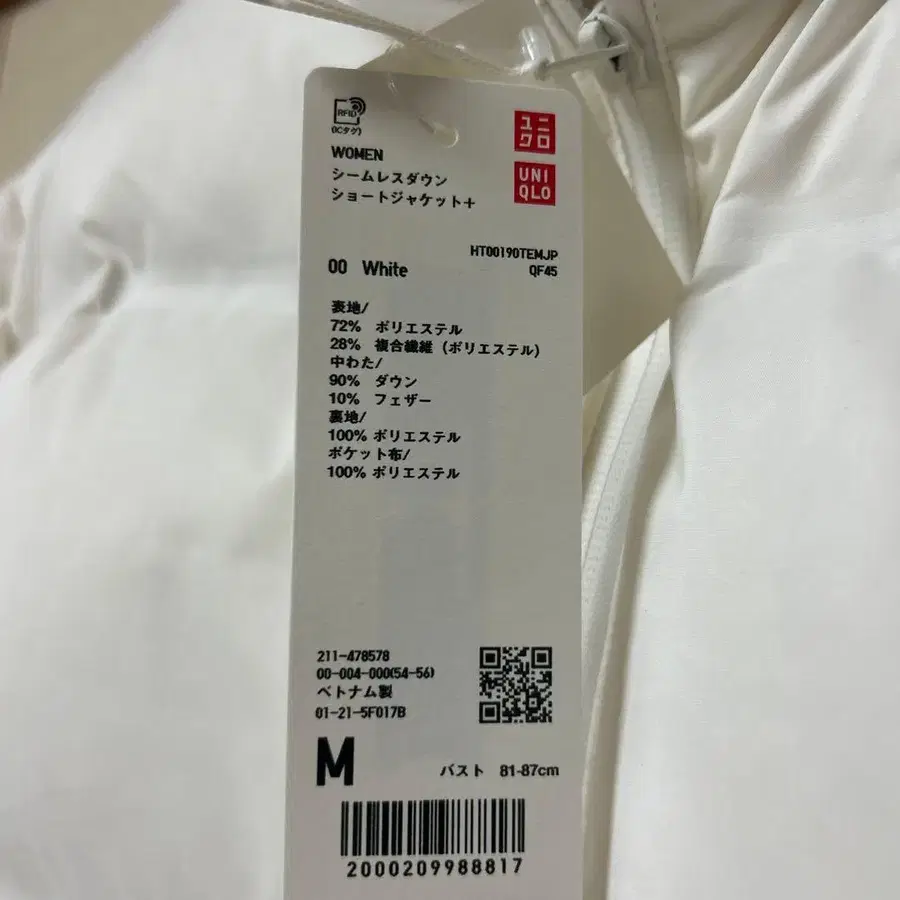 RFID
(ICタグ)
ユニ
クロ
UNI
QLO
WOMEN
シームレスダウン
ショートジャケット+
HT00190TEMJP
QF45
00 White
表地/
72% ポリエステル
28% 複合繊維 (ポリエステル)
中わた/
90% ダウン
10% フェザー
裏地/
100% ポリエステル
ポケット布/
100% ポリエステル
211-478578
00-004-000(54-56)
ベトナム製
01-21-5F017B
M
バスト 81-87cm
2000209988817